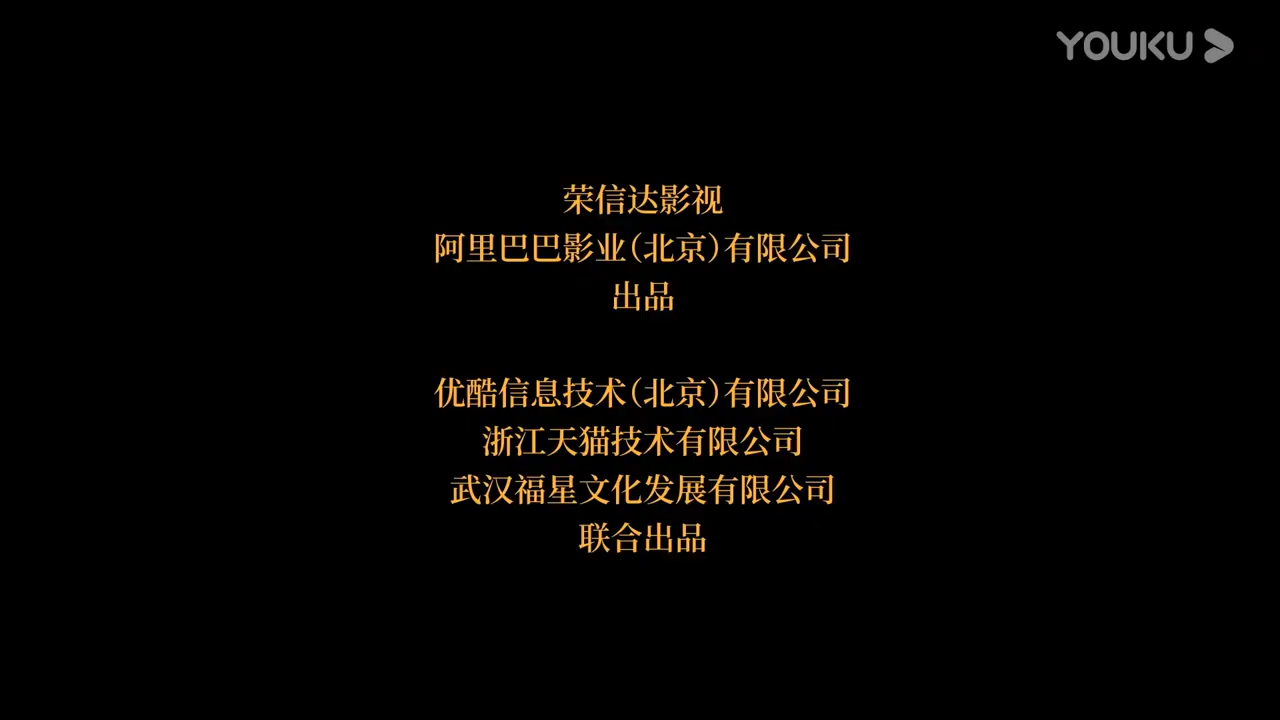 YOUKU
荣信达影视
阿里巴巴影业(北京)有限公司
出品
优酷信息技术(北京)有限公司
浙江天猫技术有限公司
武汉福星文化发展有限公司
联合出品